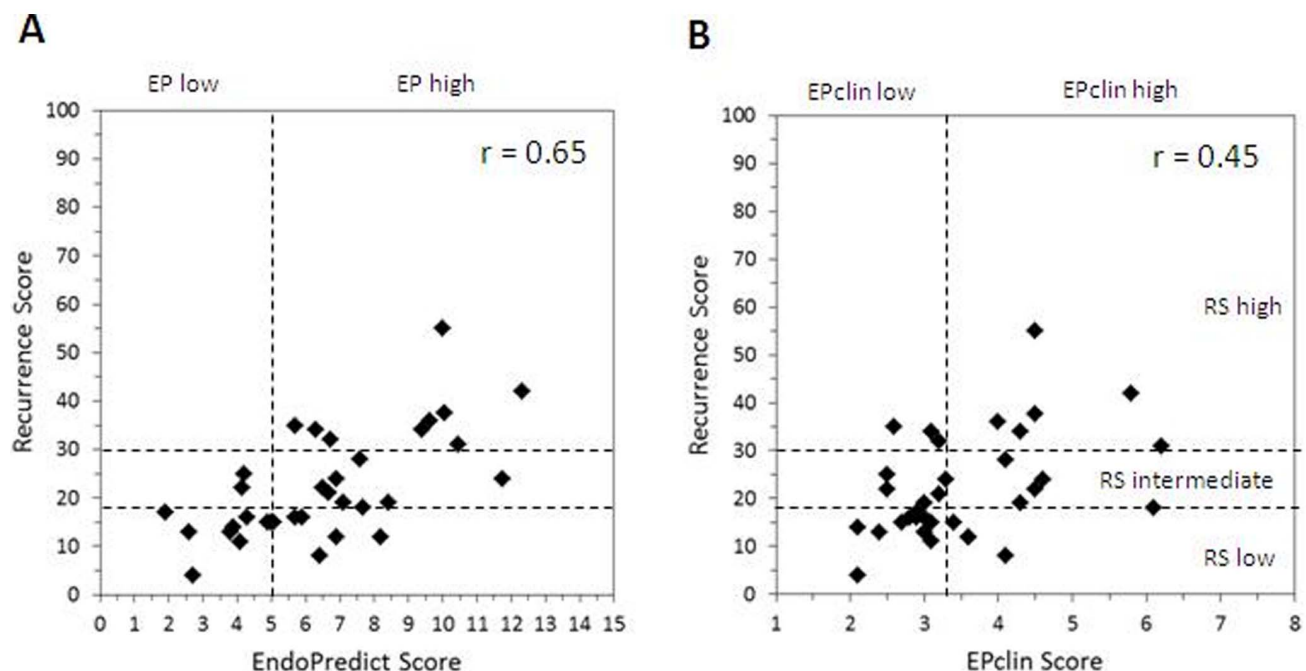 A
EP low
EP high
r = 0.65
100
90
80
70
60
50
40
30
20
10
0
Recurrence Score
0 1 2 3 4 5 6 7 8 9 10 11 12 13 14 15
EndoPredict Score
B
EPclin low
EPclin high
r = 0.45
100
90
80
70
60
50
40
30
20
10
0
Recurrence Score
RS high
RS intermediate
RS low
1 2 3 4 5 6 7 8
EPclin Score